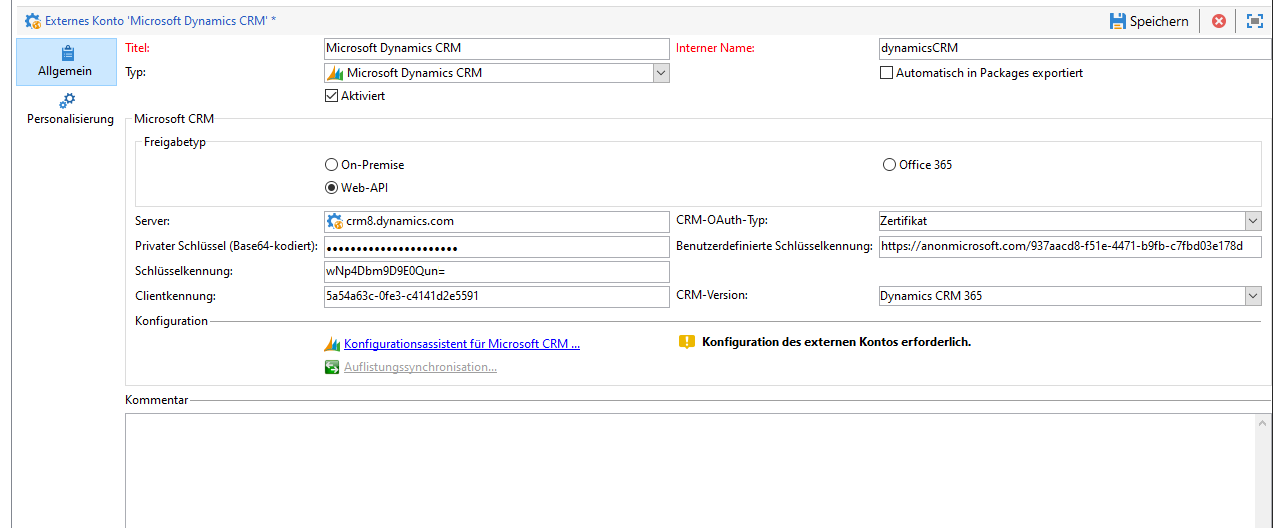 Externes Konto 'Microsoft Dynamics CRM' *
Speichern
Allgemein
Personalisierung
Titel: Microsoft Dynamics CRM Interner Name: dynamicsCRM
Typ: Microsoft Dynamics CRM Automatisch in Packages exportiert
Aktiviert
Microsoft CRM
Freigabetyp
On-Premise Office 365
Web-API
Server: crm8.dynamics.com CRM-OAuth-Typ: Zertifikat
Privater Schlüssel (Base64-kodiert): •••••••••••••••••••••• Benutzerdefinierte Schlüsselkennung: https://anonmicrosoft.com/937aacd8-f51e-4471-b9fb-c7fbd03e178d
Schlüsselkennung: wNp4Dbm9D9E0Qun=
Clientkennung: 5a54a63c-0fe3-c4141d2e5591 CRM-Version: Dynamics CRM 365
Konfiguration
Konfigurationsassistent für Microsoft CRM ... Konfiguration des externen Kontos erforderlich.
Auflistungssynchronisation...
Kommentar